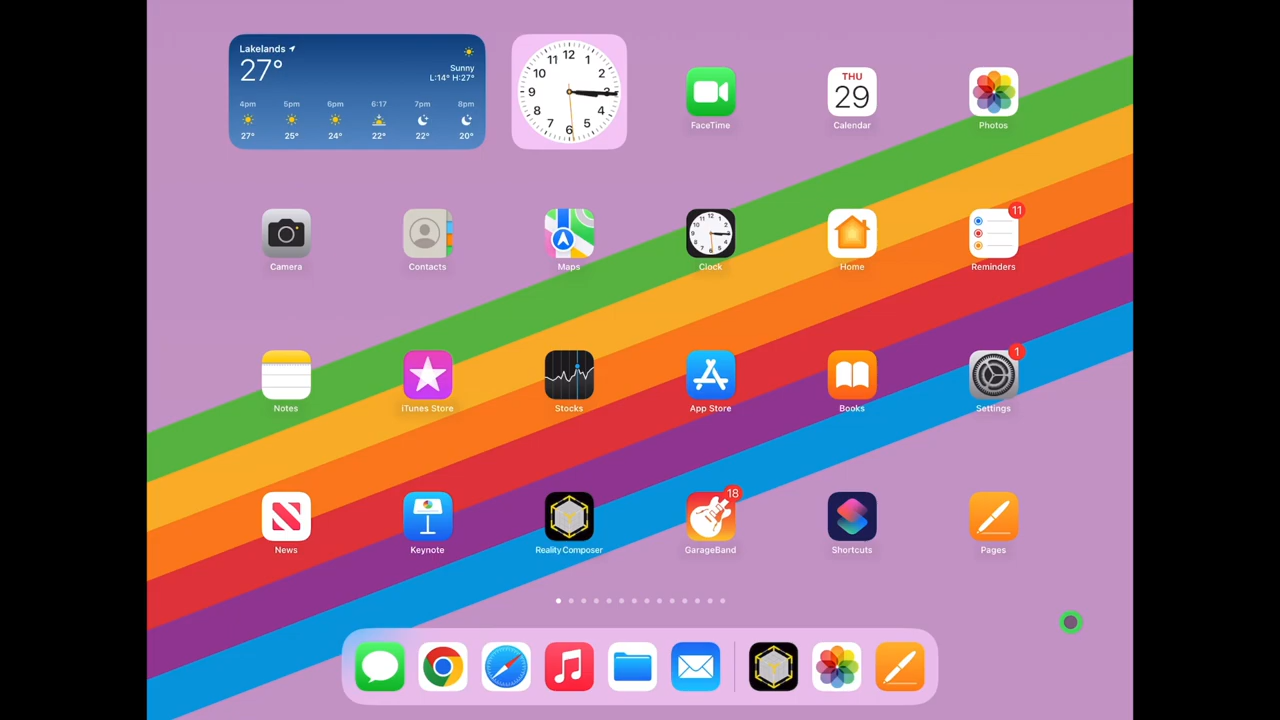 Lakelands
27°
Sunny
L:14° H:27°
4pm 5pm 6pm 6:17 7pm 8pm
27° 25° 24° 22° 22° 20°
12
11 1
10 2
9 3
8 4
7 5
6
FaceTime
THU
29
Calendar
Photos
Camera
Contacts
Maps
Clock
Home
11
Reminders
Notes
iTunes Store
Stocks
App Store
Books
1
Settings
News
Keynote
Reality Composer
18
GarageBand
Shortcuts
Pages